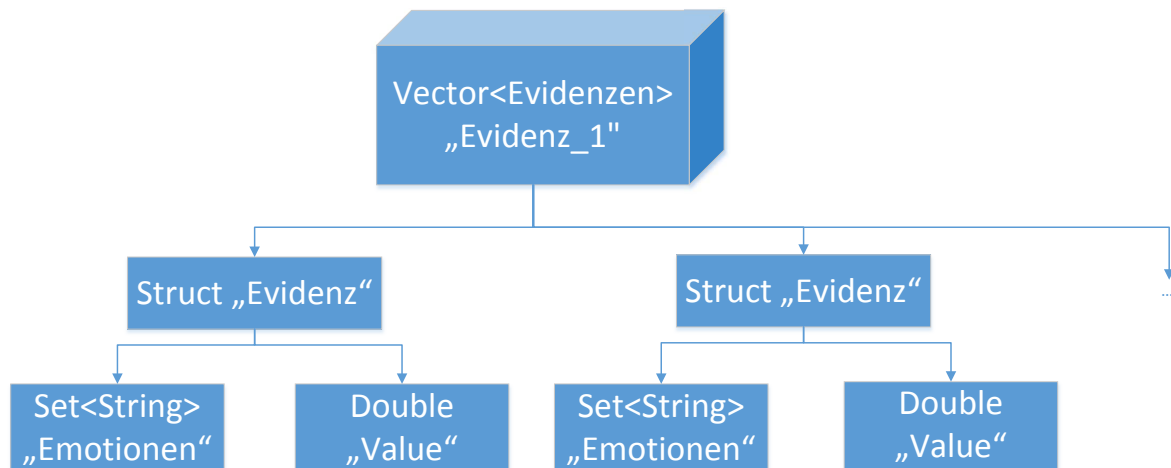 Vector<Evidenzen>
„Evidenz_1"
Struct „Evidenz“
Struct „Evidenz“
...
Set<String>
„Emotionen“
Double
„Value“
Set<String>
„Emotionen“
Double
„Value“